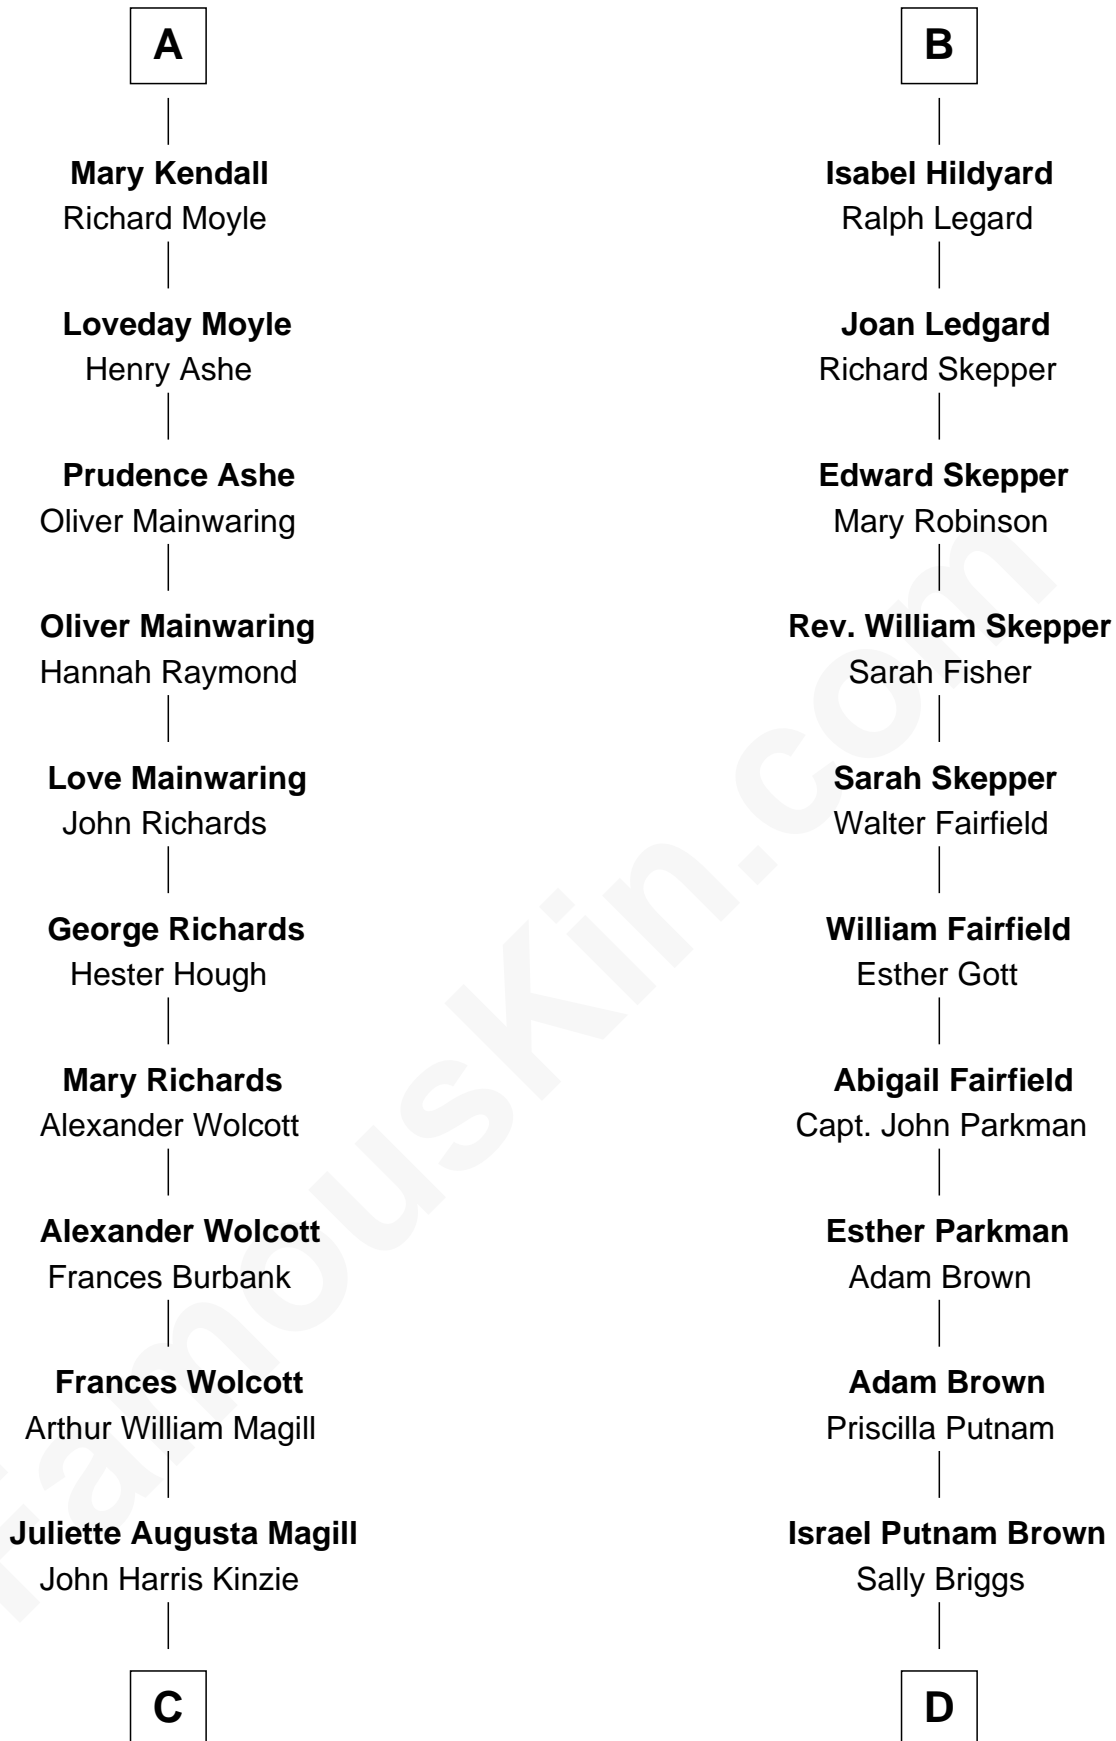 A
Mary Kendall
Richard Moyle
Loveday Moyle
Henry Ashe
Prudence Ashe
Oliver Mainwaring
Oliver Mainwaring
Hannah Raymond
Love Mainwaring
John Richards
George Richards
Hester Hough
Mary Richards
Alexander Wolcott
Alexander Wolcott
Frances Burbank
Frances Wolcott
Arthur William Magill
Juliette Augusta Magill
John Harris Kinzie
C
B
Isabel Hildyard
Ralph Legard
Joan Ledgard
Richard Skepper
Edward Skepper
Mary Robinson
Rev. William Skepper
Sarah Fisher
Sarah Skepper
Walter Fairfield
William Fairfield
Esther Gott
Abigail Fairfield
Capt. John Parkman
Esther Parkman
Adam Brown
Adam Brown
Priscilla Putnam
Israel Putnam Brown
Sally Briggs
D
FamousKin.com